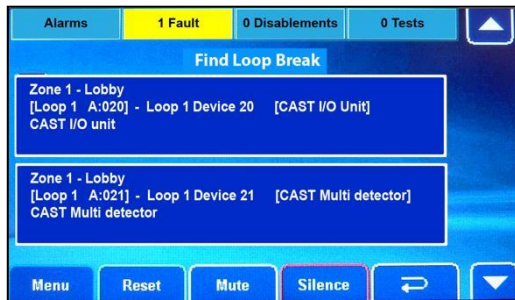 Alarms 1 Fault 0 Disablements 0 Tests
Find Loop Break
Zone 1 - Lobby
[Loop 1 A:020] - Loop 1 Device 20 [CAST I/O Unit]
CAST I/O unit
Zone 1 - Lobby
[Loop 1 A:021] - Loop 1 Device 21 [CAST Multi detector]
CAST Multi detector
Menu Reset Mute Silence